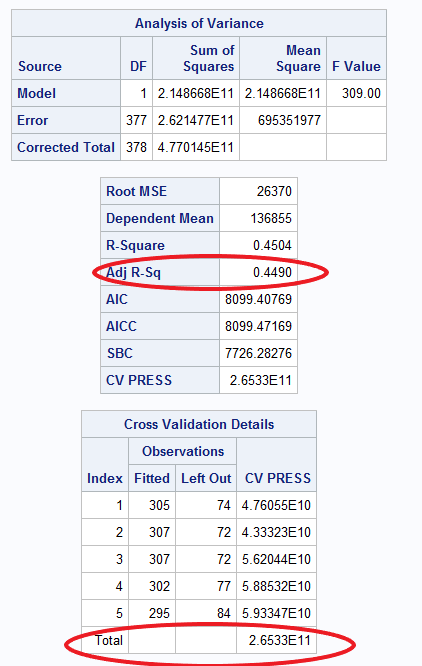 Analysis of Variance
Source DF Sum of Squares Mean Square F Value
Model 1 2.148668E11 2.148668E11 309.00
Error 377 2.621477E11 695351977
Corrected Total 378 4.770145E11
Root MSE 26370
Dependent Mean 136855
R-Square 0.4504
Adj R-Sq 0.4490
AIC 8099.40769
AICC 8099.47169
SBC 7726.28276
CV PRESS 2.6533E11
Cross Validation Details
Observations
Index Fitted Left Out CV PRESS
1 305 74 4.76055E10
2 307 72 4.33323E10
3 307 72 5.62044E10
4 302 77 5.88532E10
5 295 84 5.93347E10
Total 2.6533E11